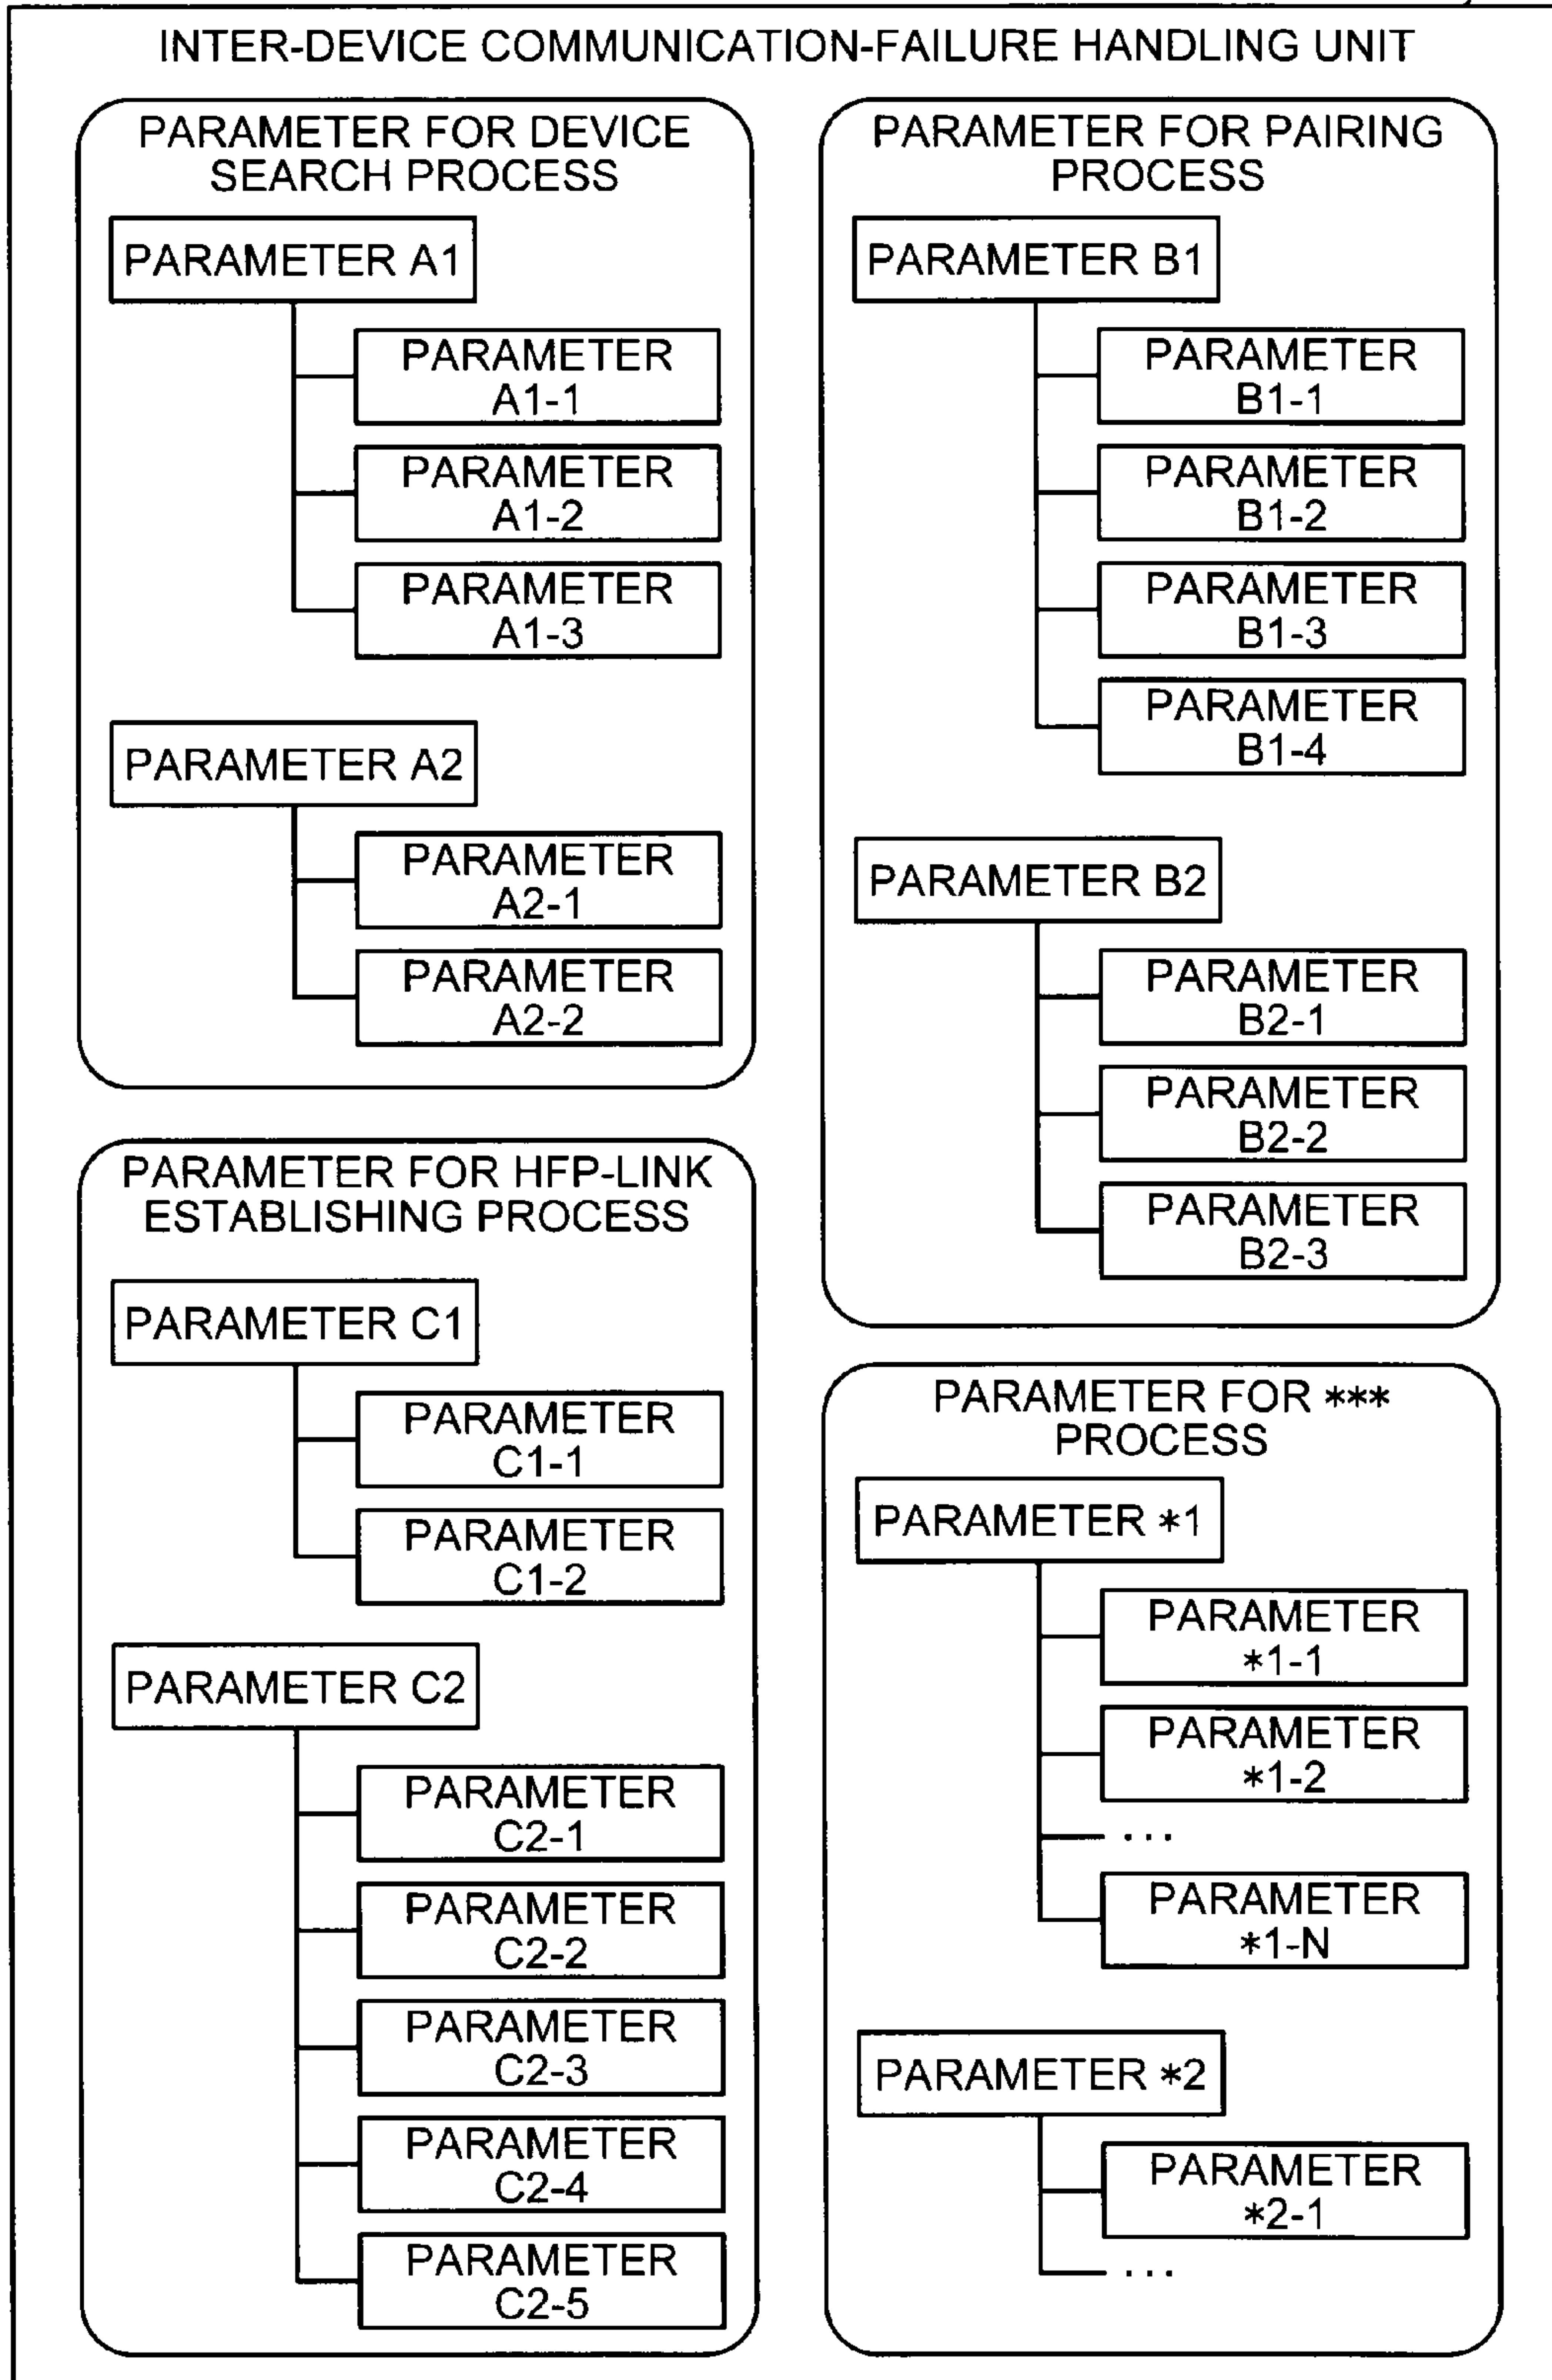 INTER-DEVICE COMMUNICATION-FAILURE HANDLING UNIT
PARAMETER FOR DEVICE
SEARCH PROCESS
PARAMETER A1
PARAMETER
A1-1
PARAMETER
A1-2
PARAMETER
A1-3
PARAMETER A2
PARAMETER
A2-1
PARAMETER
A2-2
PARAMETER FOR PAIRING
PROCESS
PARAMETER B1
PARAMETER
B1-1
PARAMETER
B1-2
PARAMETER
B1-3
PARAMETER
B1-4
PARAMETER B2
PARAMETER
B2-1
PARAMETER
B2-2
PARAMETER
B2-3
PARAMETER FOR HFP-LINK
ESTABLISHING PROCESS
PARAMETER C1
PARAMETER
C1-1
PARAMETER
C1-2
PARAMETER C2
PARAMETER
C2-1
PARAMETER
C2-2
PARAMETER
C2-3
PARAMETER
C2-4
PARAMETER
C2-5
PARAMETER FOR ***
PROCESS
PARAMETER *1
PARAMETER
*1-1
PARAMETER
*1-2
...
PARAMETER
*1-N
PARAMETER *2
PARAMETER
*2-1
...